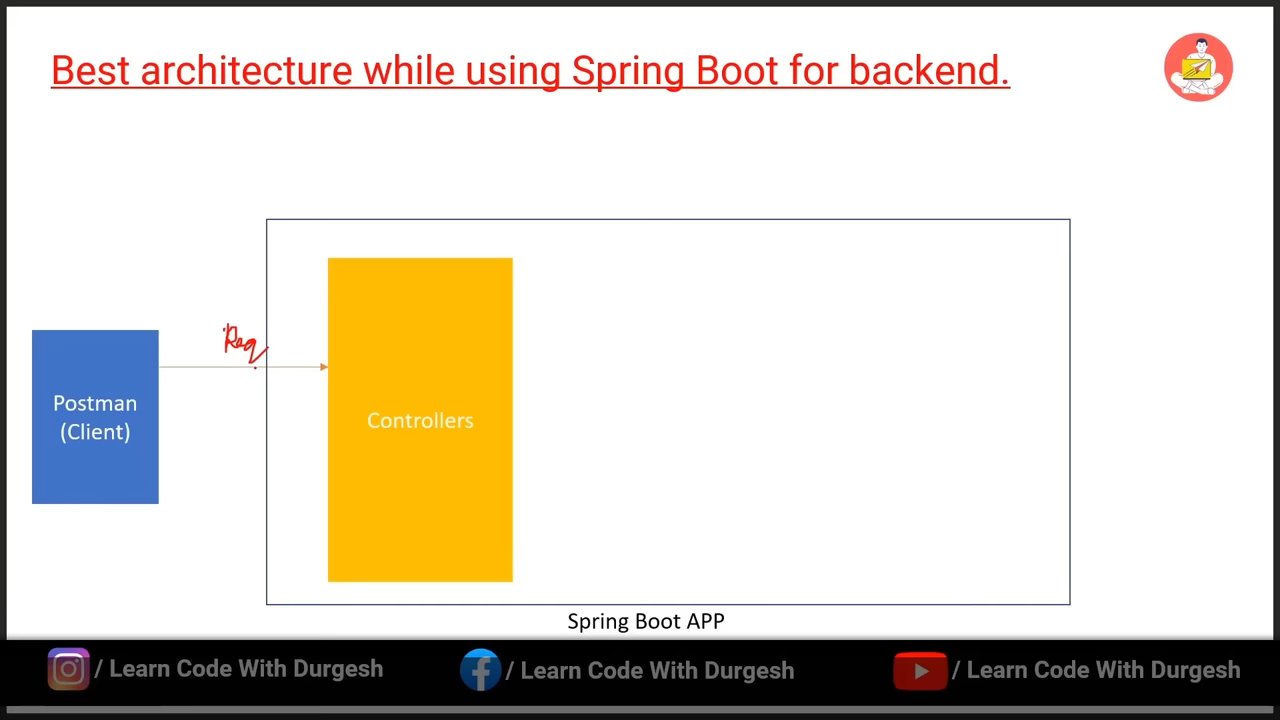 Best architecture while using Spring Boot for backend.
Req
Postman
(Client)
Controllers
Spring Boot APP
/ Learn Code With Durgesh
/ Learn Code With Durgesh
/ Learn Code With Durgesh